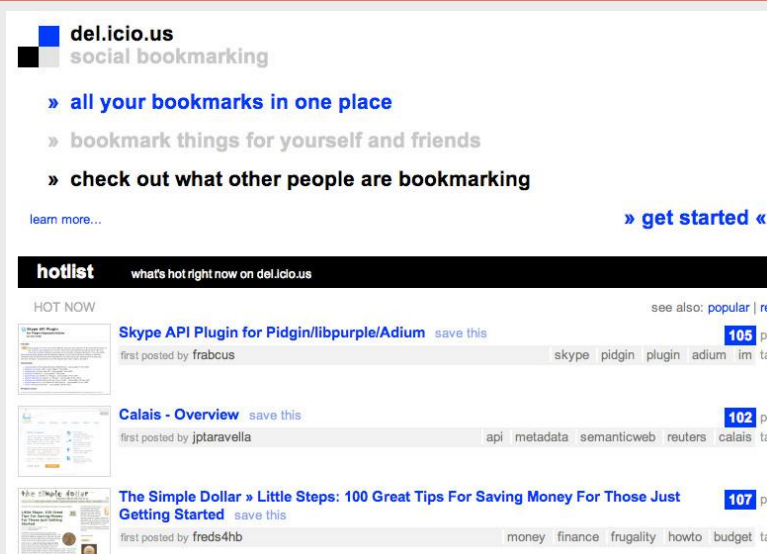 del.icio.us
social bookmarking
» all your bookmarks in one place
» bookmark things for yourself and friends
» check out what other people are bookmarking
learn more...
» get started «
hotlist what's hot right now on del.icio.us
HOT NOW see also: popular |
Skype API Plugin for Pidgin/libpurple/Adium save this 105
first posted by frabcus skype pidgin plugin adium im
Calais - Overview save this 102
first posted by jptaravella api metadata semanticweb reuters calais
the simple dollar
The Simple Dollar » Little Steps: 100 Great Tips For Saving Money For Those Just 107
Getting Started save this
first posted by freds4hb money finance frugality howto budget